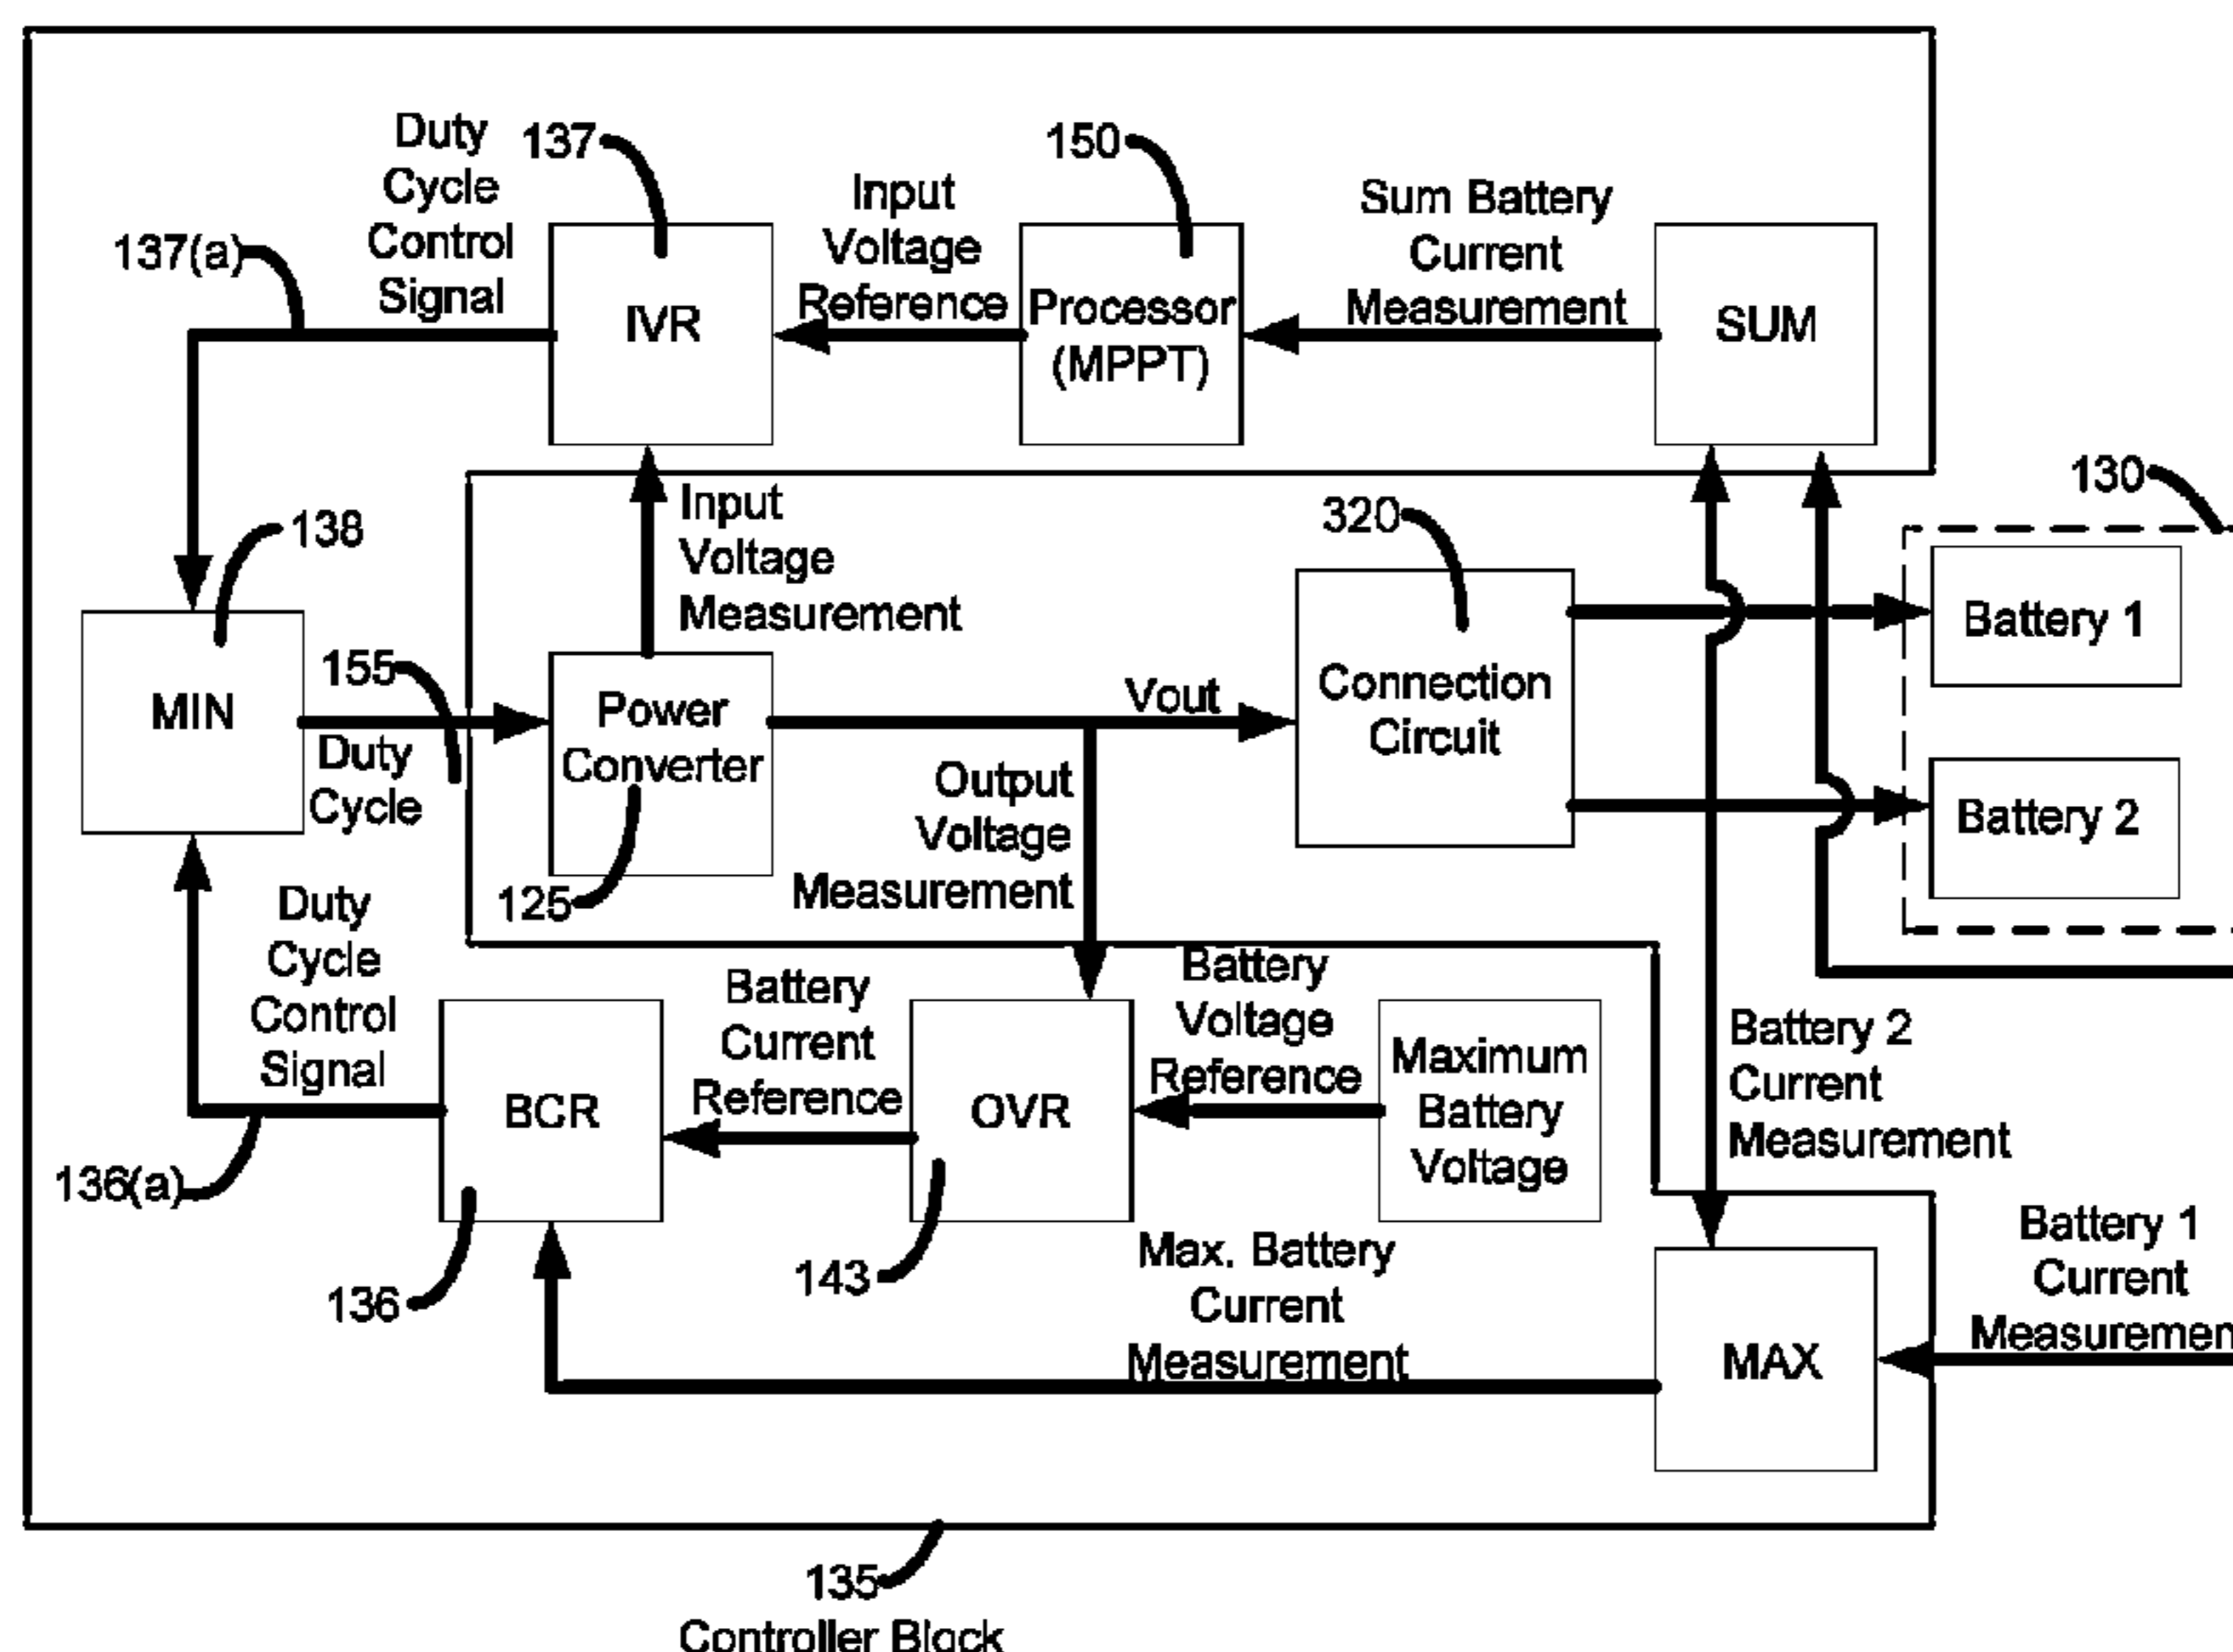 Duty
Cycle
Control
Signal
137
150
Input
Voltage
Reference
Sum Battery
Current
Measurement
137(a)
IVR
Processor
(MPPT)
SUM
130
138
Input
Voltage
Measurement
320
Battery 1
155
MIN
Duty
Cycle
Power
Converter
Vout
Connection
Circuit
Output
Voltage
Measurement
Battery 2
125
Duty
Cycle
Control
Signal
Battery
Current
Reference
Battery
Voltage
Reference
Maximum
Battery
Voltage
Battery 2
Current
Measurement
BCR
OVR
136(a)
136
143
Max. Battery
Current
Measurement
Battery 1
Current
Measuremen
MAX
135
Controller Block